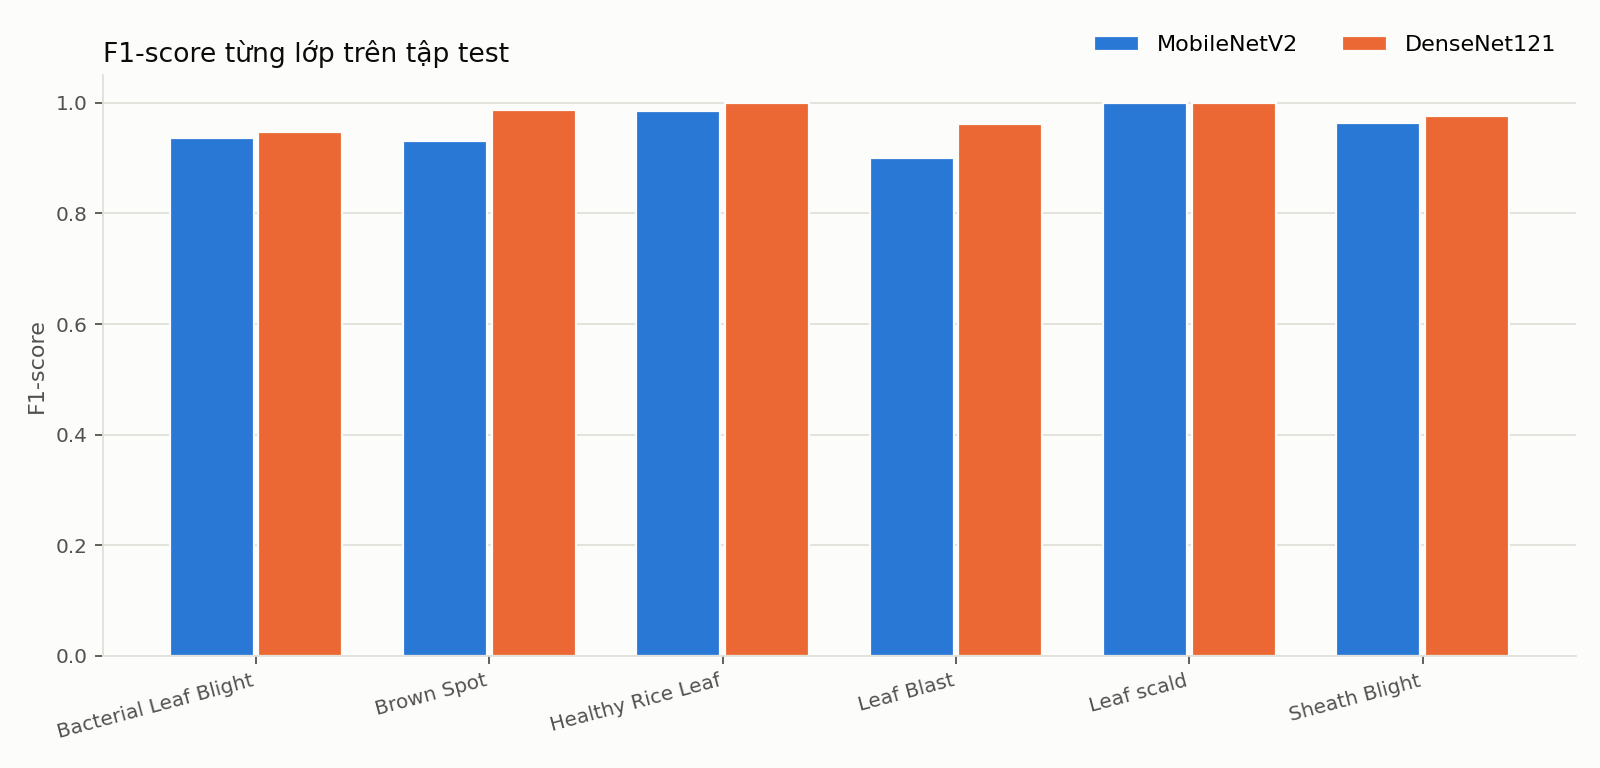 F1-score từng lớp trên tập test
MobileNetV2
DenseNet121
F1-score
1.0
0.8
0.6
0.4
0.2
0.0
Bacterial Leaf Blight
Brown Spot
Healthy Rice Leaf
Leaf Blast
Leaf scald
Sheath Blight